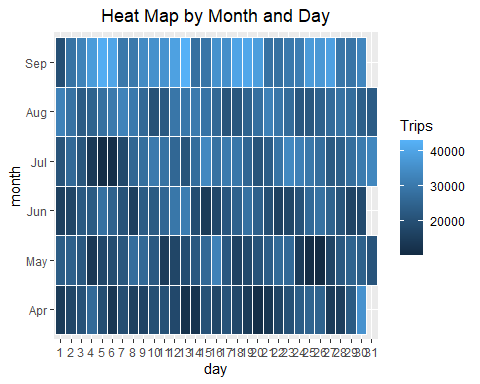 Heat Map by Month and Day
Sep
Aug
Jul
Jun
May
Apr
month
1 2 3 4 5 6 7 8 9 10 11 12 13 14 15 16 17 18 19 20 21 22 23 24 25 26 27 28 29 30 31
day
Trips
40000
30000
20000